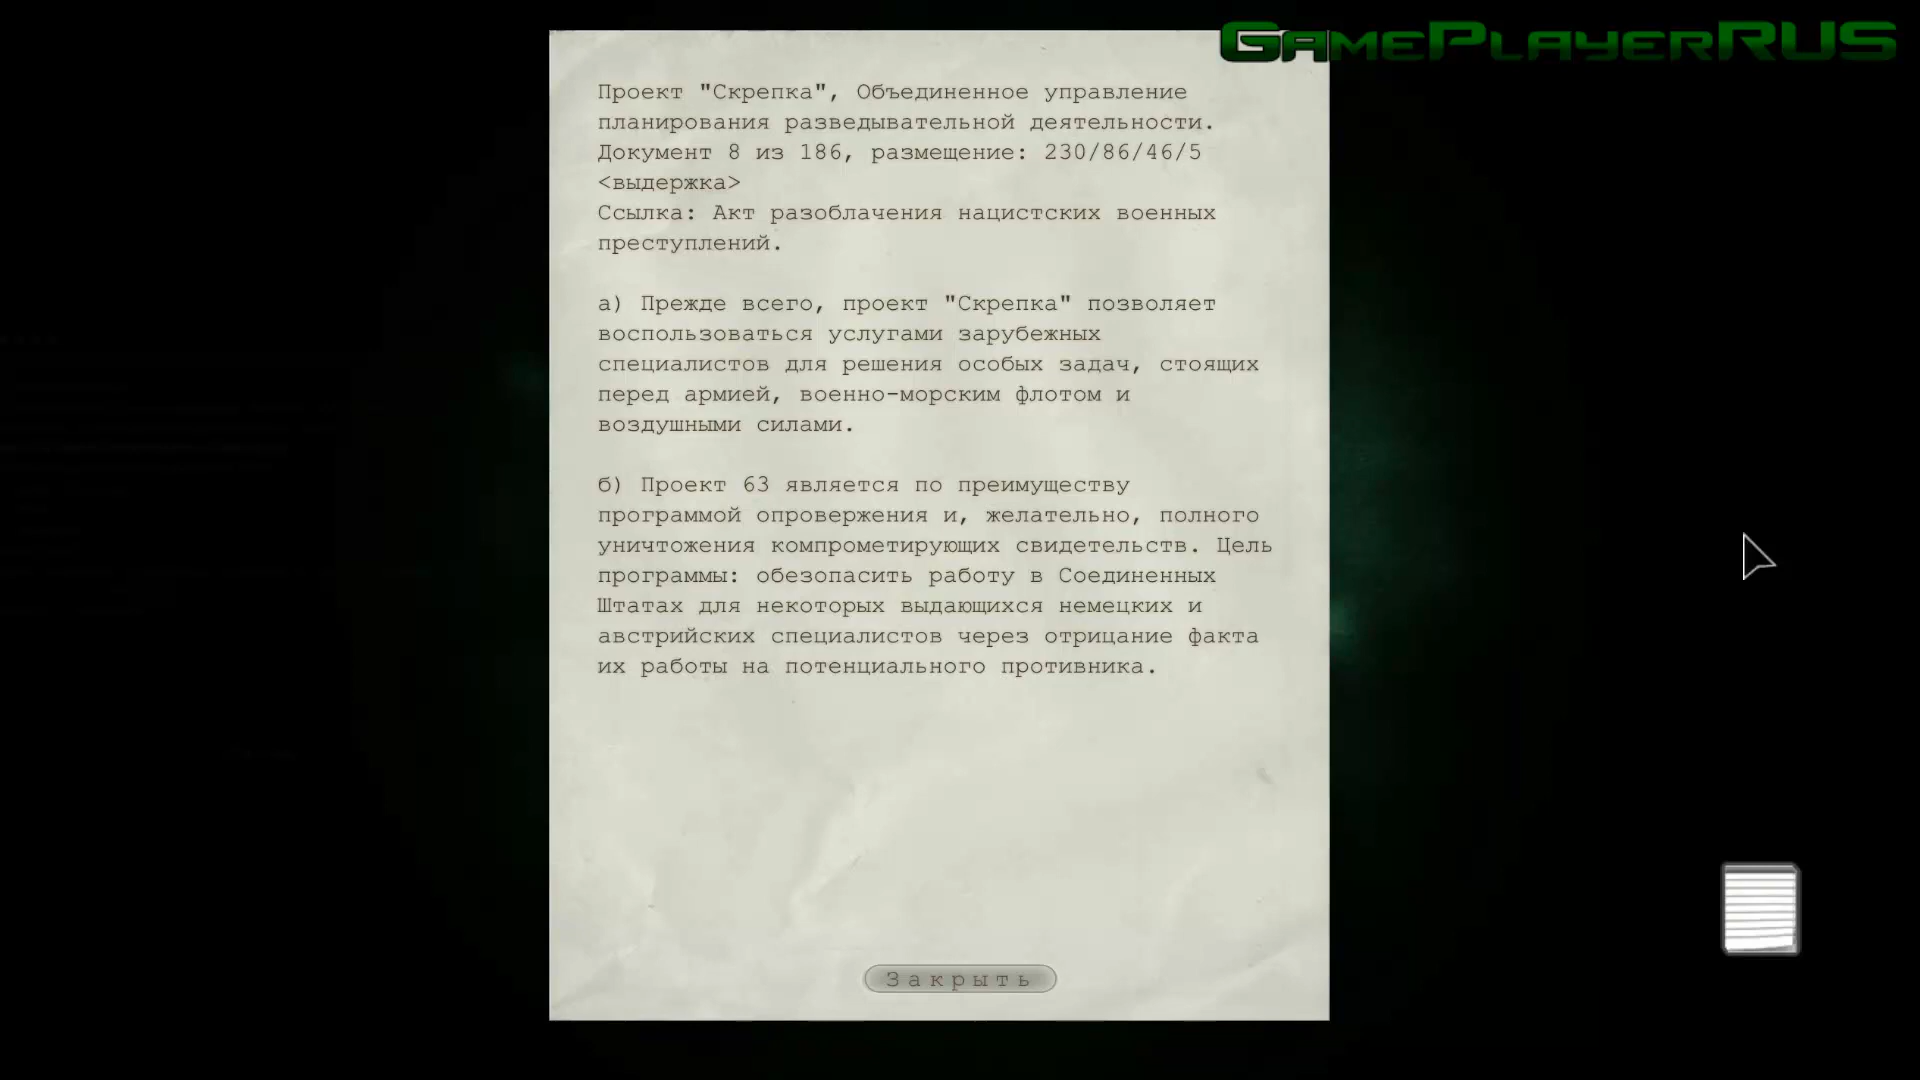 GamePlayerRUS
Проект "Скрепка", Объединенное управление
планирования разведывательной деятельности.
Документ 8 из 186, размещение: 230/86/46/5
<выдержка>
Ссылка: Акт разоблачения нацистских военных
преступлений.
а) Прежде всего, проект "Скрепка" позволяет
воспользоваться услугами зарубежных
специалистов для решения особых задач, стоящих
перед армией, военно-морским флотом и
воздушными силами.
б) Проект 63 является по преимуществу
программой опровержения и, желательно, полного
уничтожения компрометирующих свидетельств. Цель
программы: обезопасить работу в Соединенных
Штатах для некоторых выдающихся немецких и
австрийских специалистов через отрицание факта
их работы на потенциального противника.
Закрыть